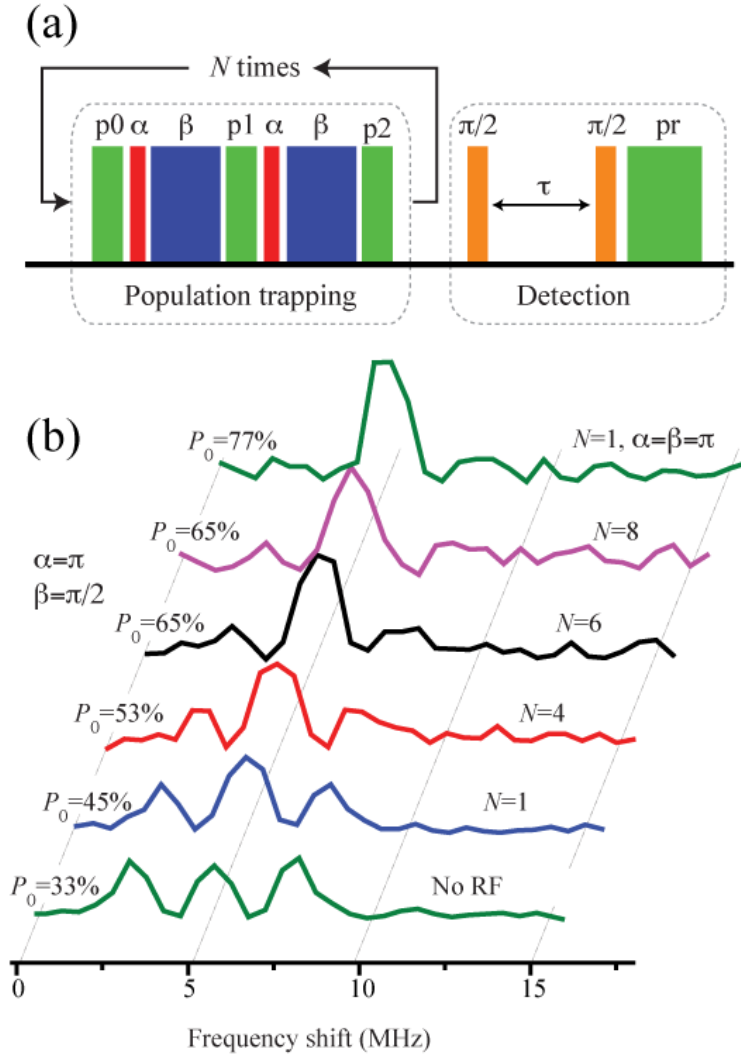 (a)
N times
p0 α β p1 α β p2
π/2 π/2 pr
τ
Population trapping
Detection
(b)
P0=77%
N=1, α=β=π
P0=65%
N=8
α=π
β=π/2
P0=65%
N=6
P0=53%
N=4
P0=45%
N=1
P0=33%
No RF
0 5 10 15
Frequency shift (MHz)